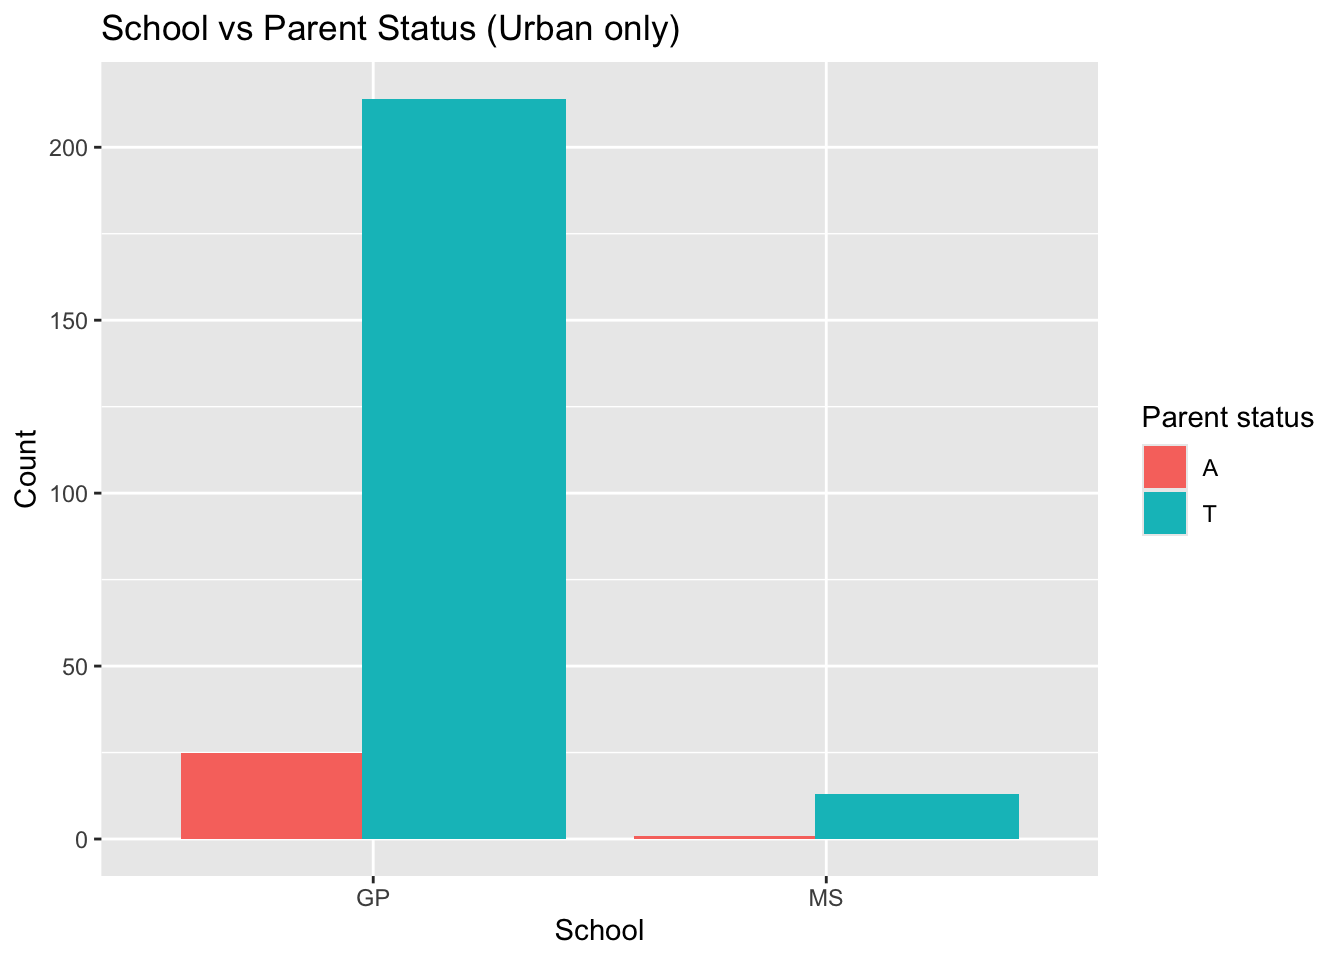 School vs Parent Status (Urban only)
200
150
100
50
0
Count
GP
MS
School
Parent status
A
T